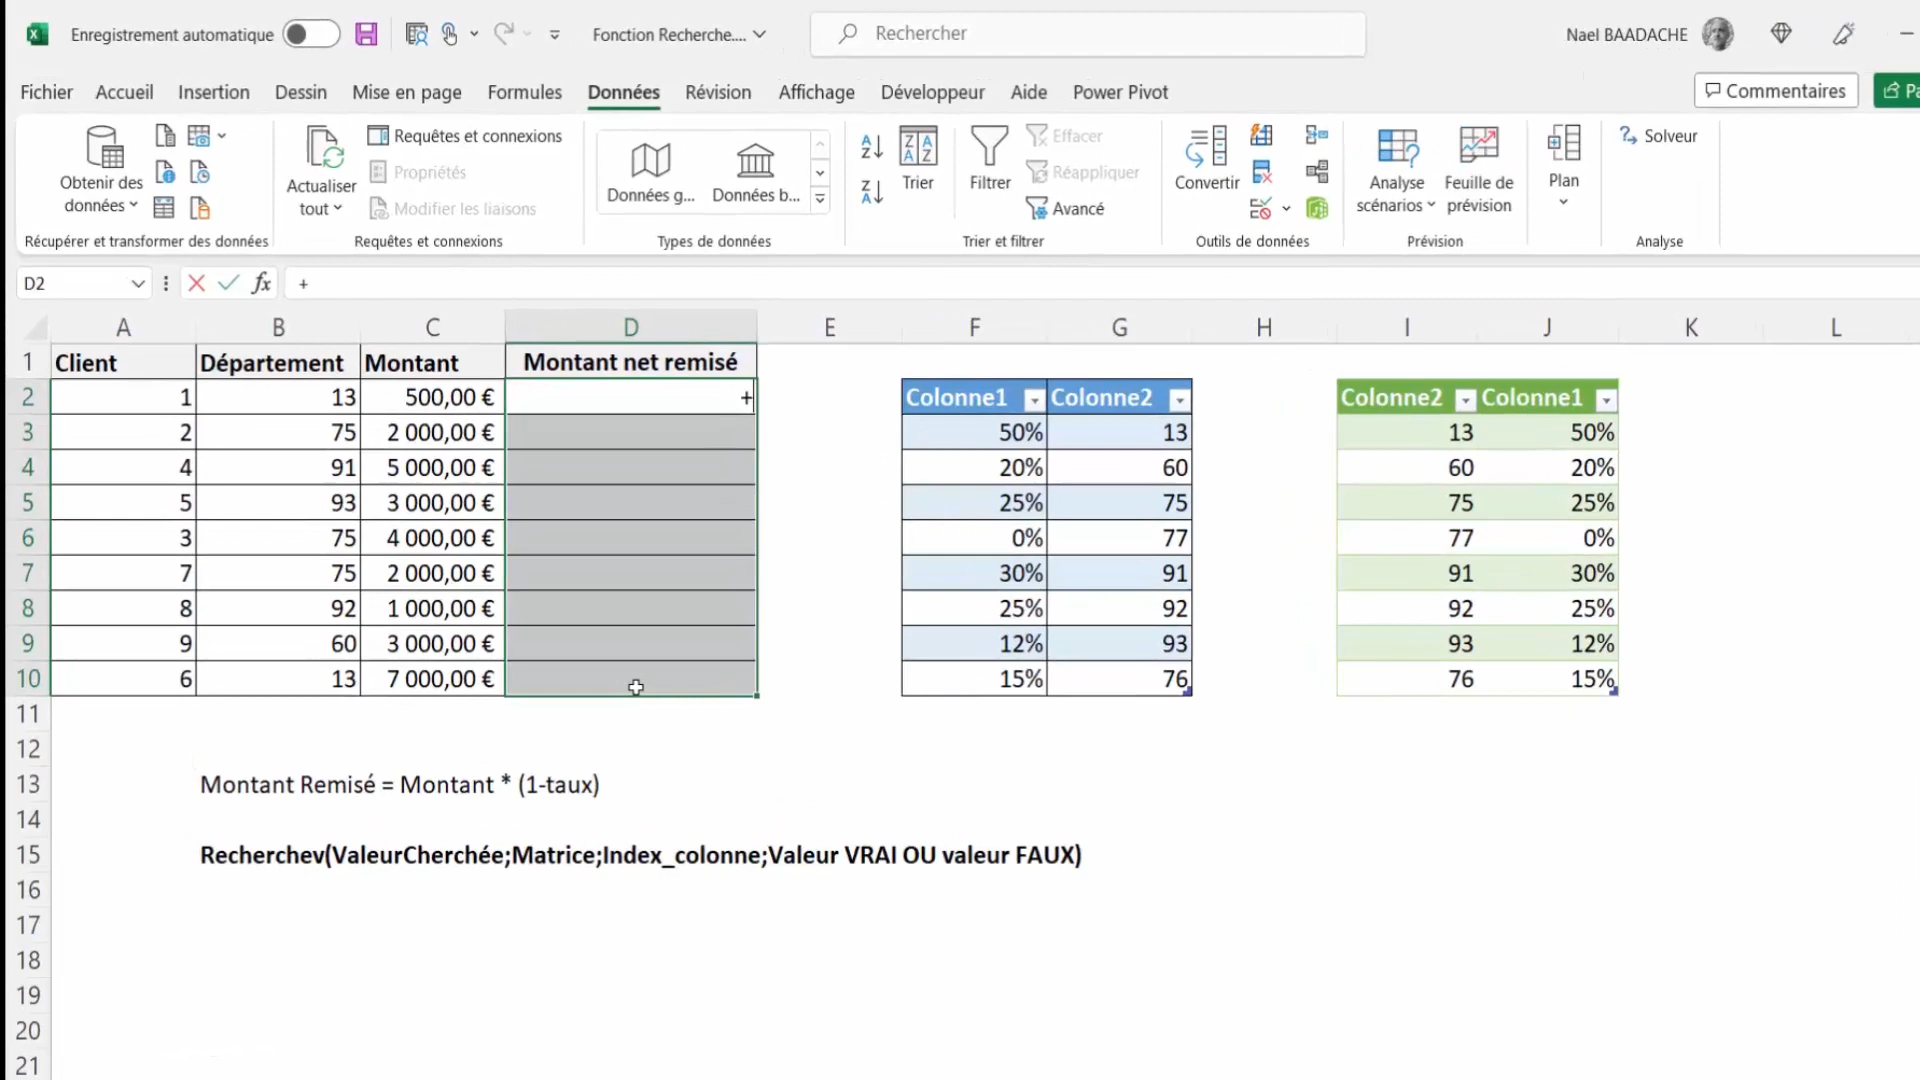 Enregistrement automatique
Fonction Recherche....
Rechercher
Nael BAADACHE
Fichier Accueil Insertion Dessin Mise en page Formules Données Révision Affichage Développeur Aide Power Pivot
Commentaires
Pa
Obtenir des données
Récupérer et transformer des données
Actualiser tout
Requêtes et connexions
Propriétés
Modifier les liaisons
Requêtes et connexions
Données g...
Données b...
Types de données
Trier
Filtrer
Effacer
Réappliquer
Avancé
Trier et filtrer
Convertir
Outils de données
Analyse scénarios
Feuille de prévision
Prévision
Plan
Solveur
Analyse
D2 fx +
A B C D E F G H I J K L
1 Client Département Montant Montant net remisé
2 1 13 500,00 € + Colonne1 Colonne2 Colonne2 Colonne1
3 2 75 2 000,00 € 50% 13 13 50%
4 4 91 5 000,00 € 20% 60 60 20%
5 5 93 3 000,00 € 25% 75 75 25%
6 3 75 4 000,00 € 0% 77 77 0%
7 7 75 2 000,00 € 30% 91 91 30%
8 8 92 1 000,00 € 25% 92 92 25%
9 9 60 3 000,00 € 12% 93 93 12%
10 6 13 7 000,00 € 15% 76 76 15%
11
12
13 Montant Remisé = Montant * (1-taux)
14
15 Recherchev(ValeurCherchée;Matrice;Index_colonne;Valeur VRAI OU valeur FAUX)
16
17
18
19
20
21